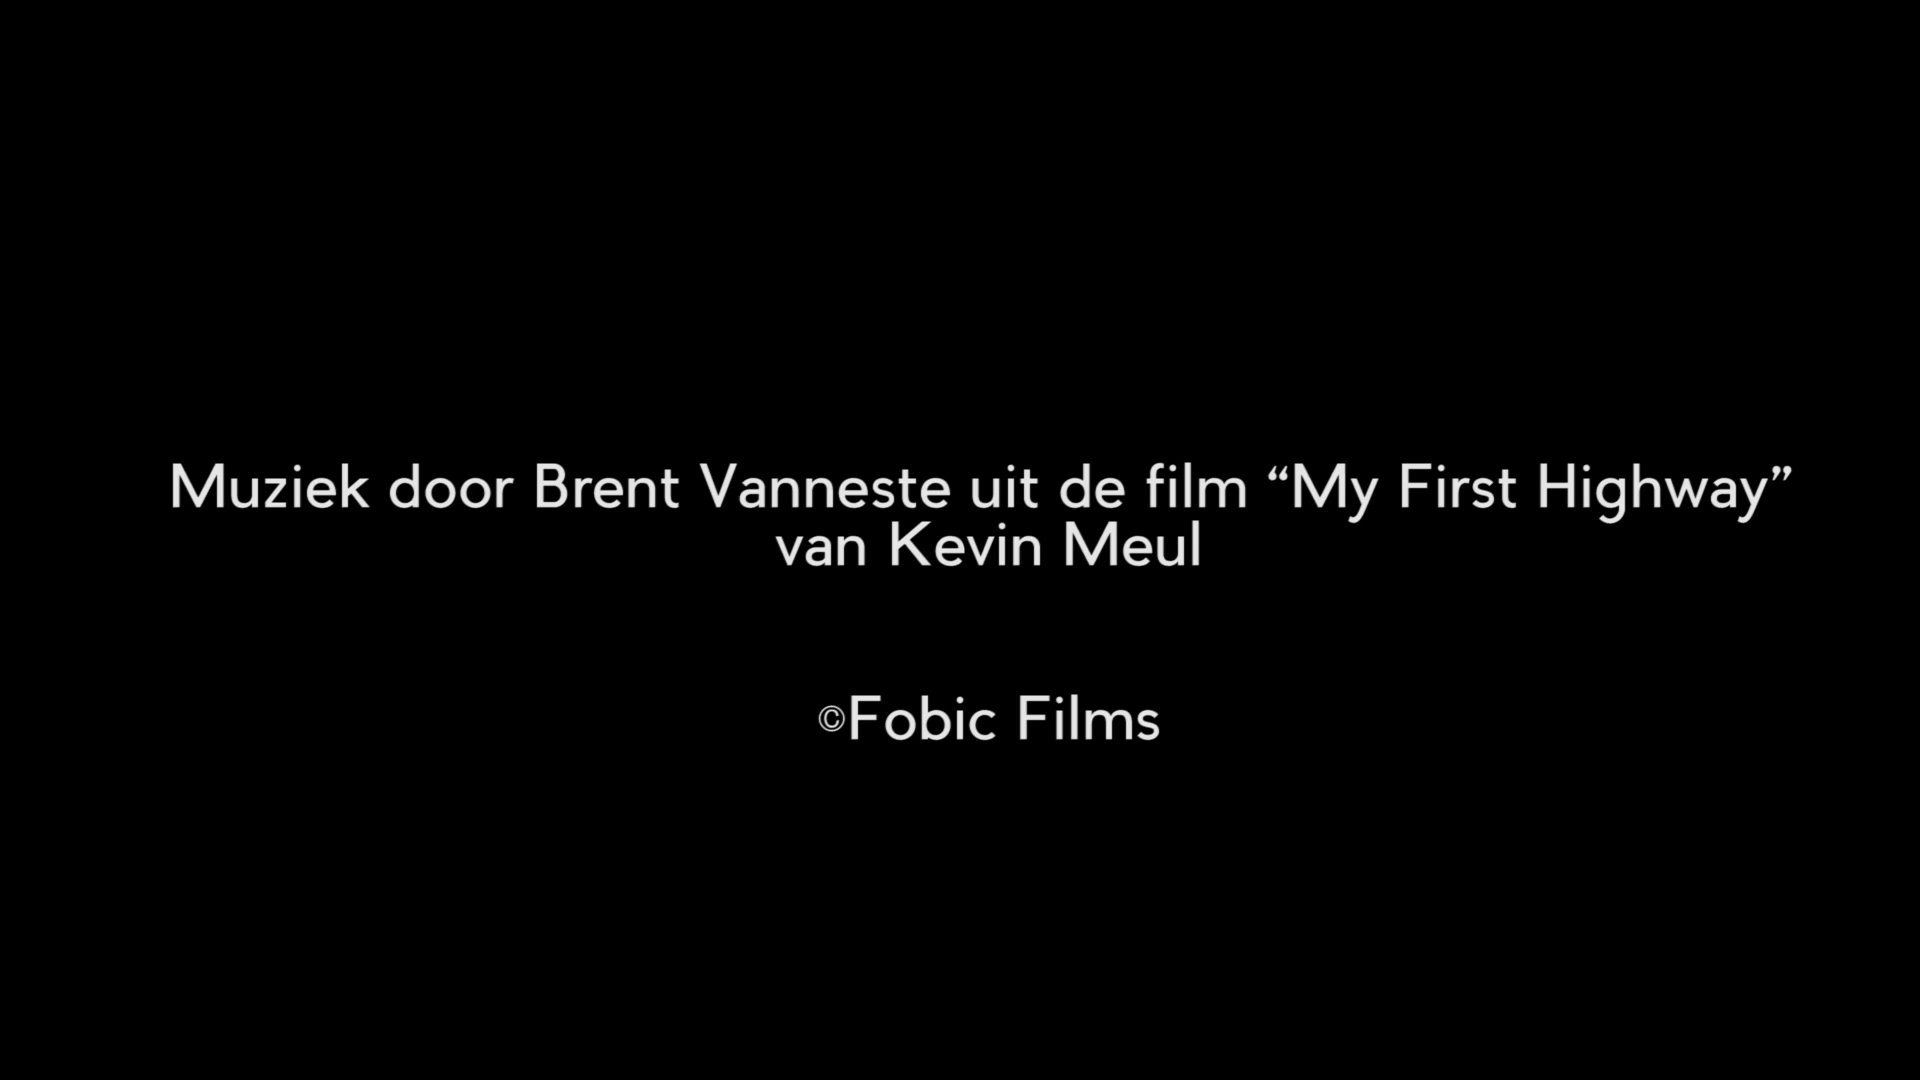 Muziek door Brent Vanneste uit de film “My First Highway”
van Kevin Meul
©Fobic Films